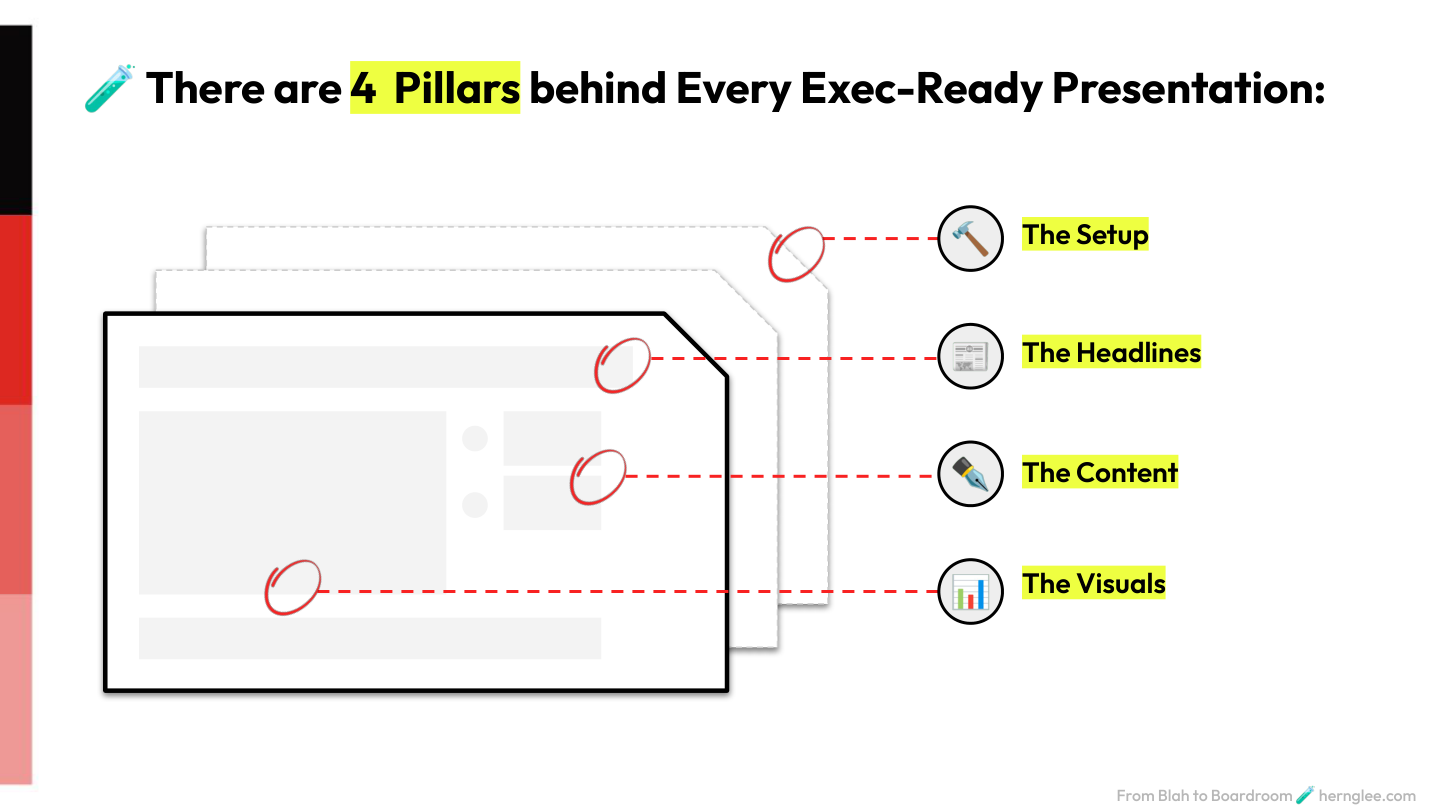 There are 4 Pillars behind Every Exec-Ready Presentation:
The Setup
The Headlines
The Content
The Visuals
From Blah to Boardroom hernglee.com